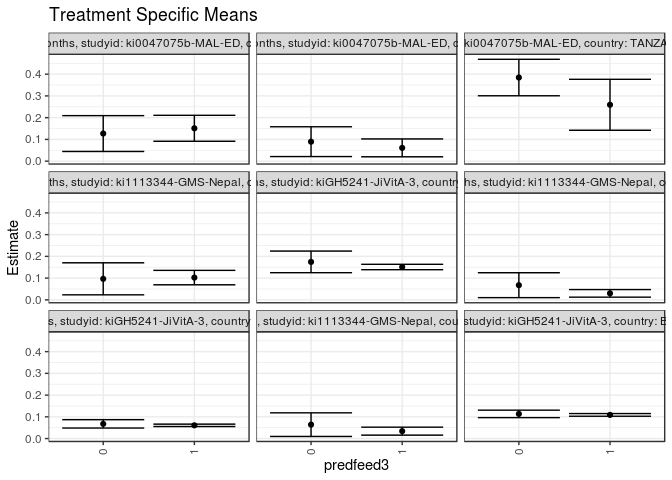 Treatment Specific Means
onths, studyid: ki0047075b-MAL-ED, c
onths, studyid: ki0047075b-MAL-ED, c
ki0047075b-MAL-ED, country: TANZA
0.4
0.3
0.2
0.1
0.0
ths, studyid: ki1113344-GMS-Nepal, c
hs, studyid: kiGH5241-JiVitA-3, country
ths, studyid: ki1113344-GMS-Nepal, c
0.4
0.3
0.2
0.1
0.0
Estimate
s, studyid: kiGH5241-JiVitA-3, country
, studyid: ki1113344-GMS-Nepal, cou
studyid: kiGH5241-JiVitA-3, country: B
0.4
0.3
0.2
0.1
0.0
0 1 0 1 0 1
predfeed3